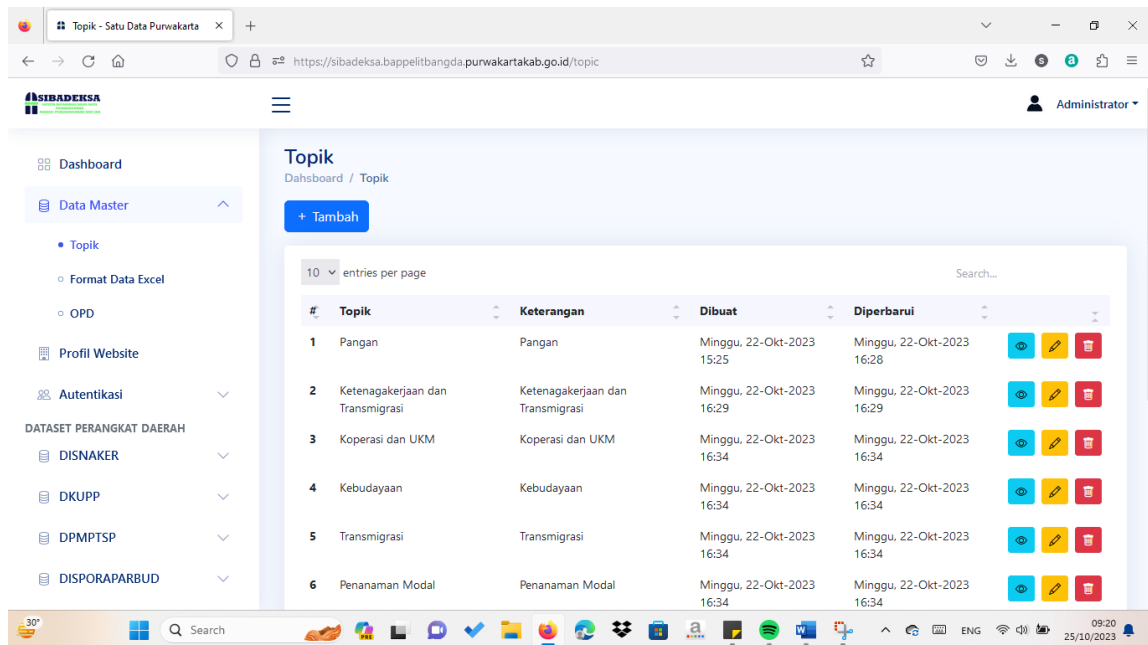 Topik - Satu Data Purwakarta
https://sibadeksa.bappelitbangda.purwakartakab.go.id/topic
SIBADEKSA
Administrator
Dashboard
Data Master
Topik
Format Data Excel
OPD
Profil Website
Autentikasi
DATASET PERANGKAT DAERAH
DISNAKER
DKUPP
DPMPTSP
DISPORAPARBUD
Topik
Dahsboard / Topik
+ Tambah
10 entries per page
Search...
# Topik Keterangan Dibuat Diperbarui
1 Pangan Pangan Minggu, 22-Okt-2023 Minggu, 22-Okt-2023
15:25 16:28
2 Ketenagakerjaan dan Ketenagakerjaan dan Minggu, 22-Okt-2023 Minggu, 22-Okt-2023
Transmigrasi Transmigrasi 16:29 16:29
3 Koperasi dan UKM Koperasi dan UKM Minggu, 22-Okt-2023 Minggu, 22-Okt-2023
16:34 16:34
4 Kebudayaan Kebudayaan Minggu, 22-Okt-2023 Minggu, 22-Okt-2023
16:34 16:34
5 Transmigrasi Transmigrasi Minggu, 22-Okt-2023 Minggu, 22-Okt-2023
16:34 16:34
6 Penanaman Modal Penanaman Modal Minggu, 22-Okt-2023 Minggu, 22-Okt-2023
16:34 16:34
30°
Search
PRE
ENG
09:20
25/10/2023